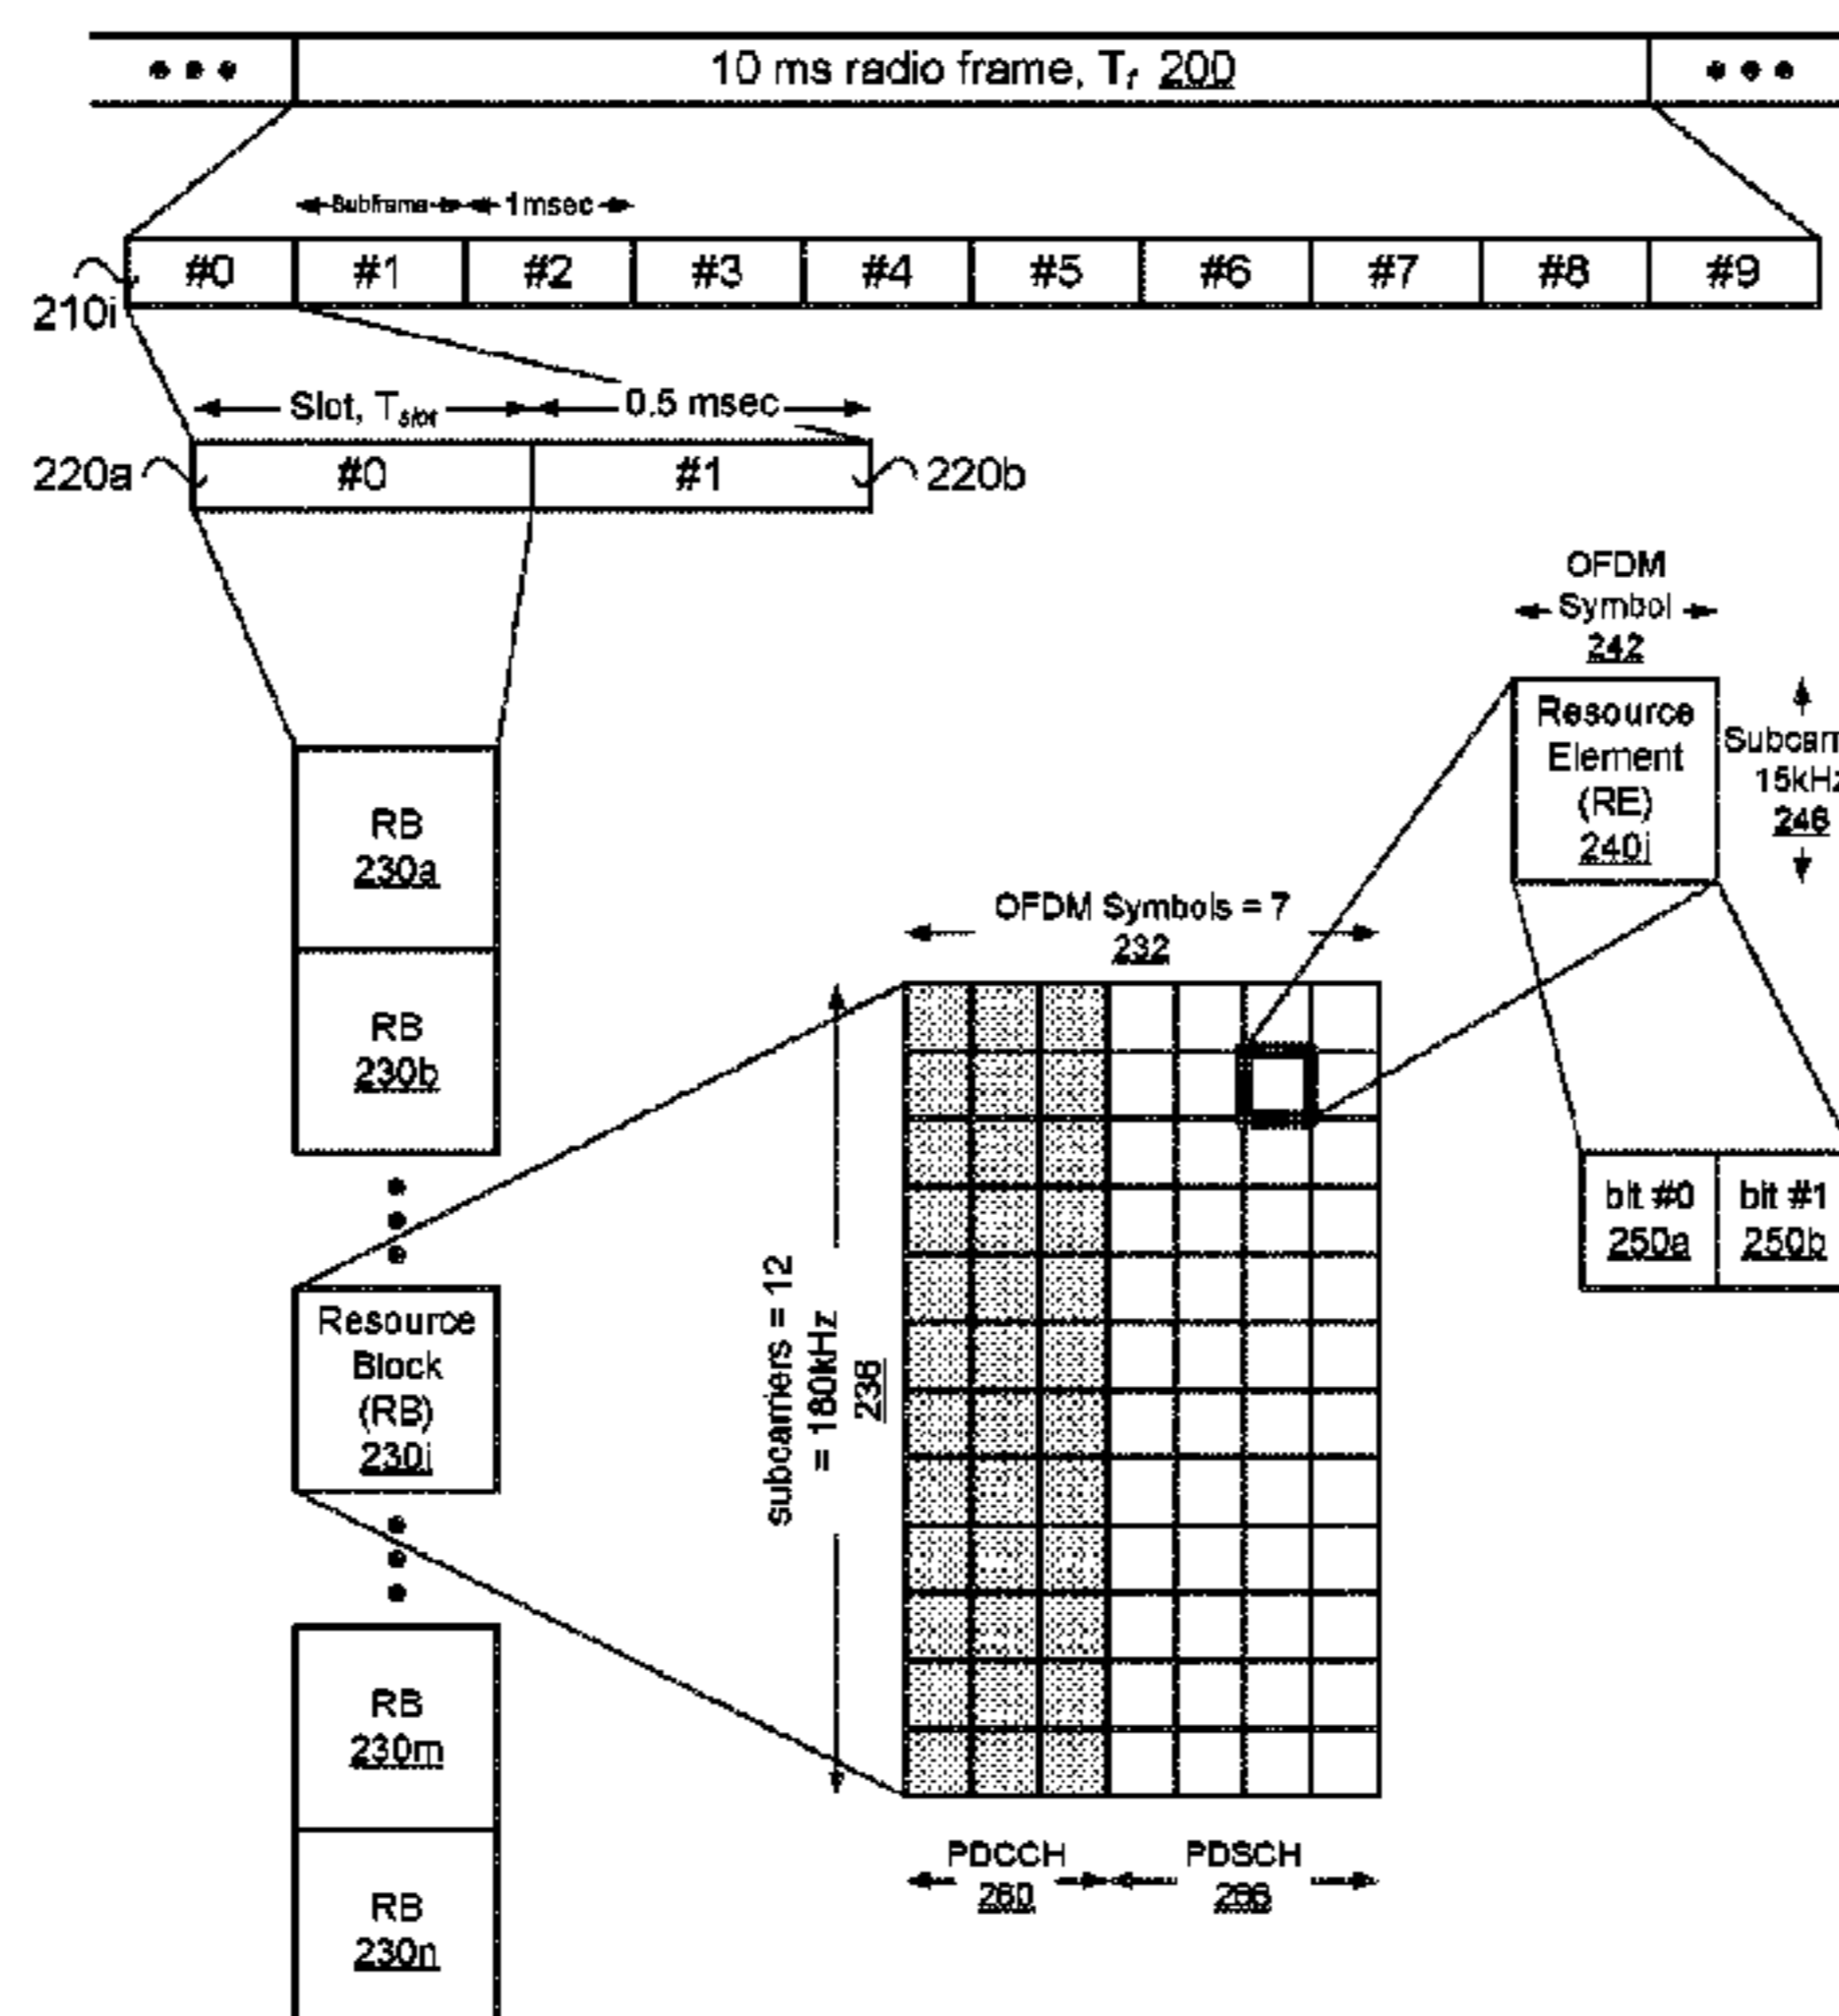 10 ms radio frame, Tf 200
Subframe 1msec
#0 #1 #2 #3 #4 #5 #6 #7 #8 #9
210i
Slot, Tslot 0.5 msec
220a #0 #1 220b
OFDM
Symbol
242
Resource
Element
(RE)
240i
15kHz
RB
230a
RB
230b
OFDM Symbols = 7
232
bit #0
250a
bit #1
250b
subcarriers = 12
= 180kHz
236
Resource
Block
(RB)
230i
RB
230m
RB
230n
PDCCH
260
PDSCH
266